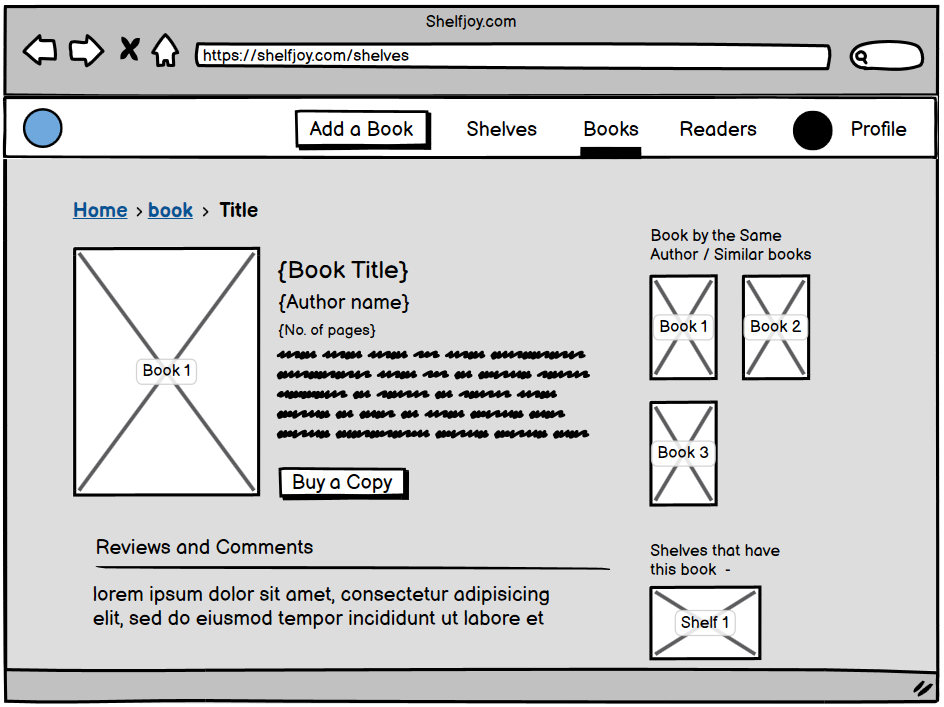 Shelfjoy.com
https://shelfjoy.com/shelves
Add a Book Shelves Books Readers Profile
Home › book › Title
Book 1
{Book Title}
{Author name}
{No. of pages}
Buy a Copy
Reviews and Comments
lorem ipsum dolor sit amet, consectetur adipisicing
elit, sed do eiusmod tempor incididunt ut labore et
Book by the Same
Author / Similar books
Book 1 Book 2
Book 3
Shelves that have
this book -
Shelf 1